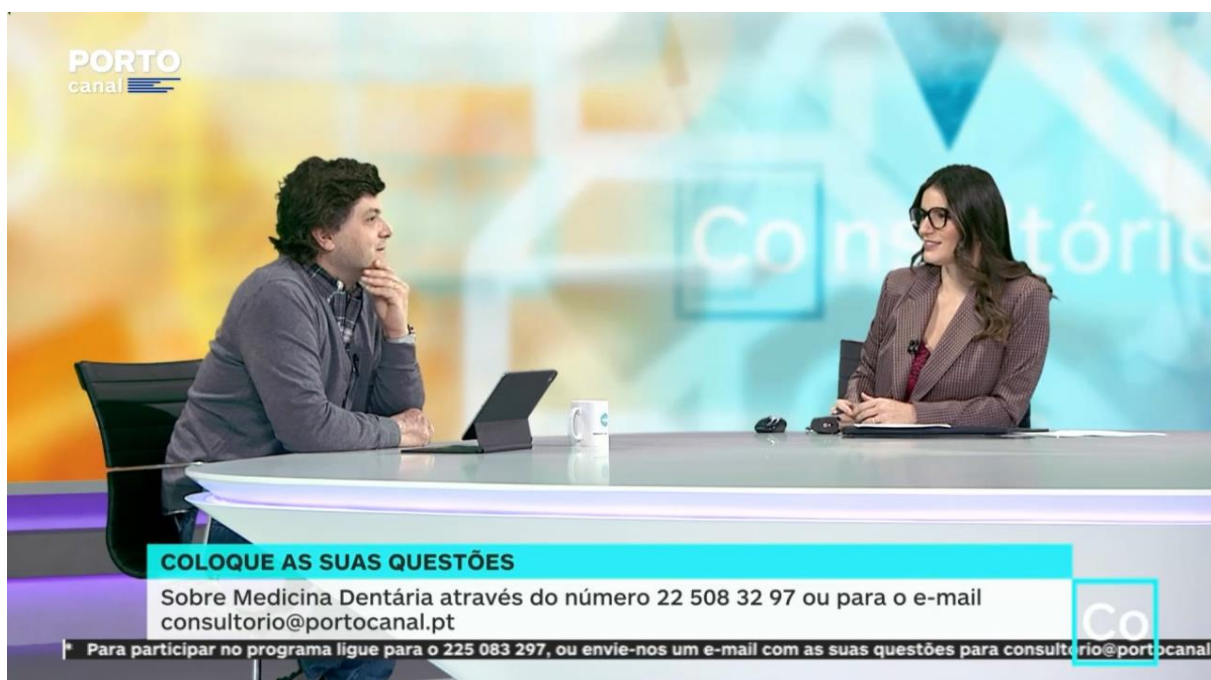 PORTO
canal
Consultório
COLOQUE AS SUAS QUESTÕES
Sobre Medicina Dentária através do número 22 508 32 97 ou para o e-mail
consultorio@portocanal.pt
Co
* Para participar no programa ligue para o 225 083 297, ou envie-nos um e-mail com as suas questões para consultório@portocanal